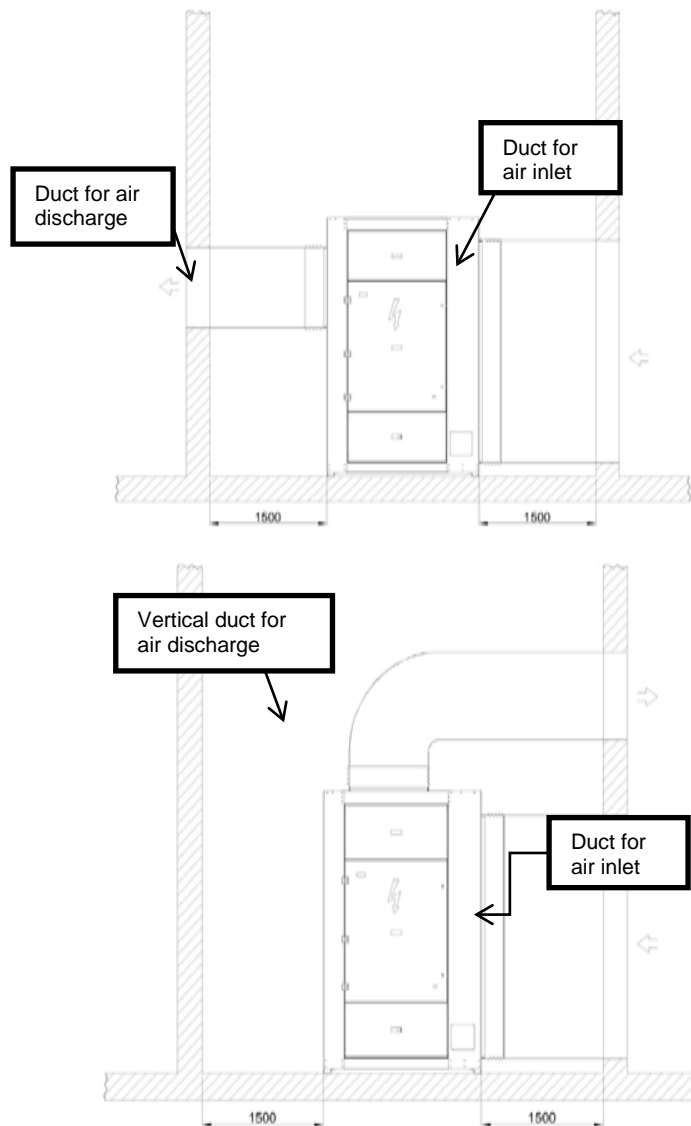 Duct for
air inlet
Duct for air
discharge
1500
1500
Vertical duct for
air discharge
Duct for
air inlet
1500
1500